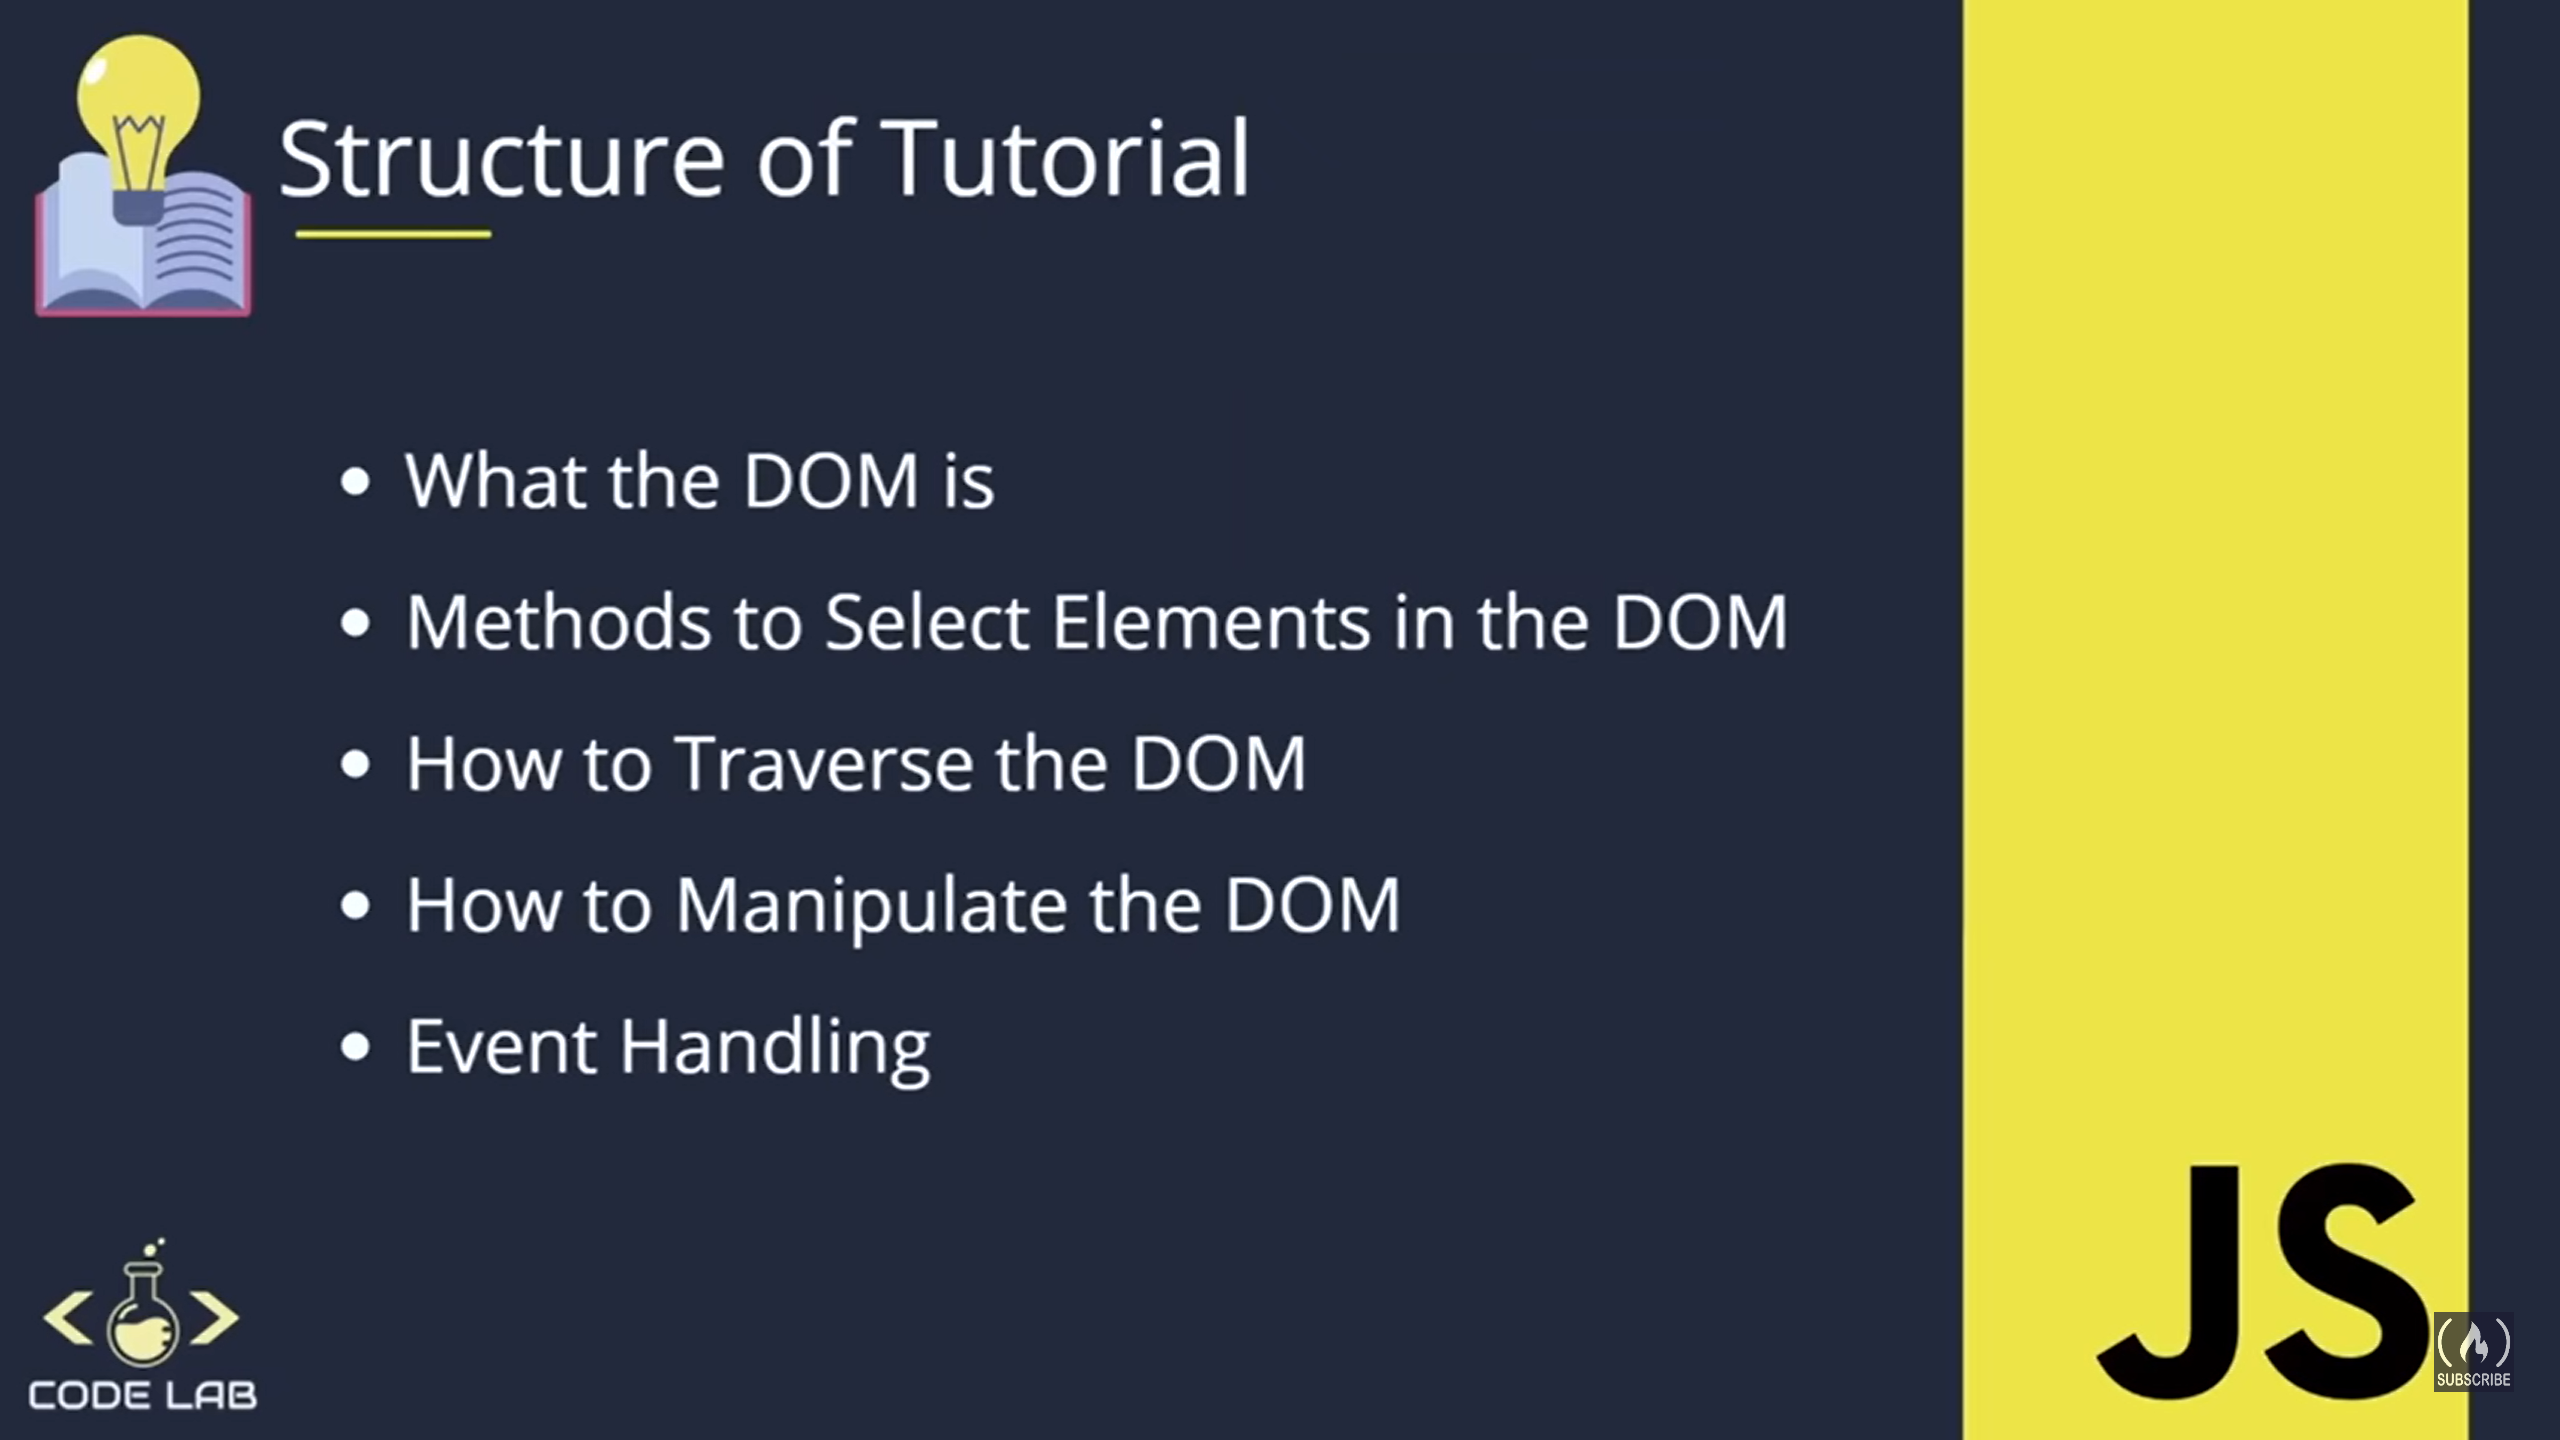 Structure of Tutorial
What the DOM is
Methods to Select Elements in the DOM
How to Traverse the DOM
How to Manipulate the DOM
Event Handling
CODE LAB
JS
SUBSCRIBE